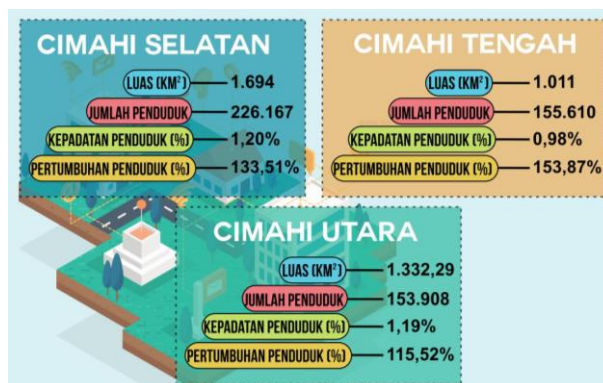 CIMAHI SELATAN
LUAS (KM²) 1.694
JUMLAH PENDUDUK 226.167
KEPADATAN PENDUDUK (%) 1,20%
PERTUMBUHAN PENDUDUK (%) 133,51%
CIMAHI TENGAH
LUAS (KM²) 1.011
JUMLAH PENDUDUK 155.610
KEPADATAN PENDUDUK (%) 0,98%
PERTUMBUHAN PENDUDUK (%) 153,87%
CIMAHI UTARA
LUAS (KM²) 1.332,29
JUMLAH PENDUDUK 153.908
KEPADATAN PENDUDUK (%) 1,19%
PERTUMBUHAN PENDUDUK (%) 115,52%